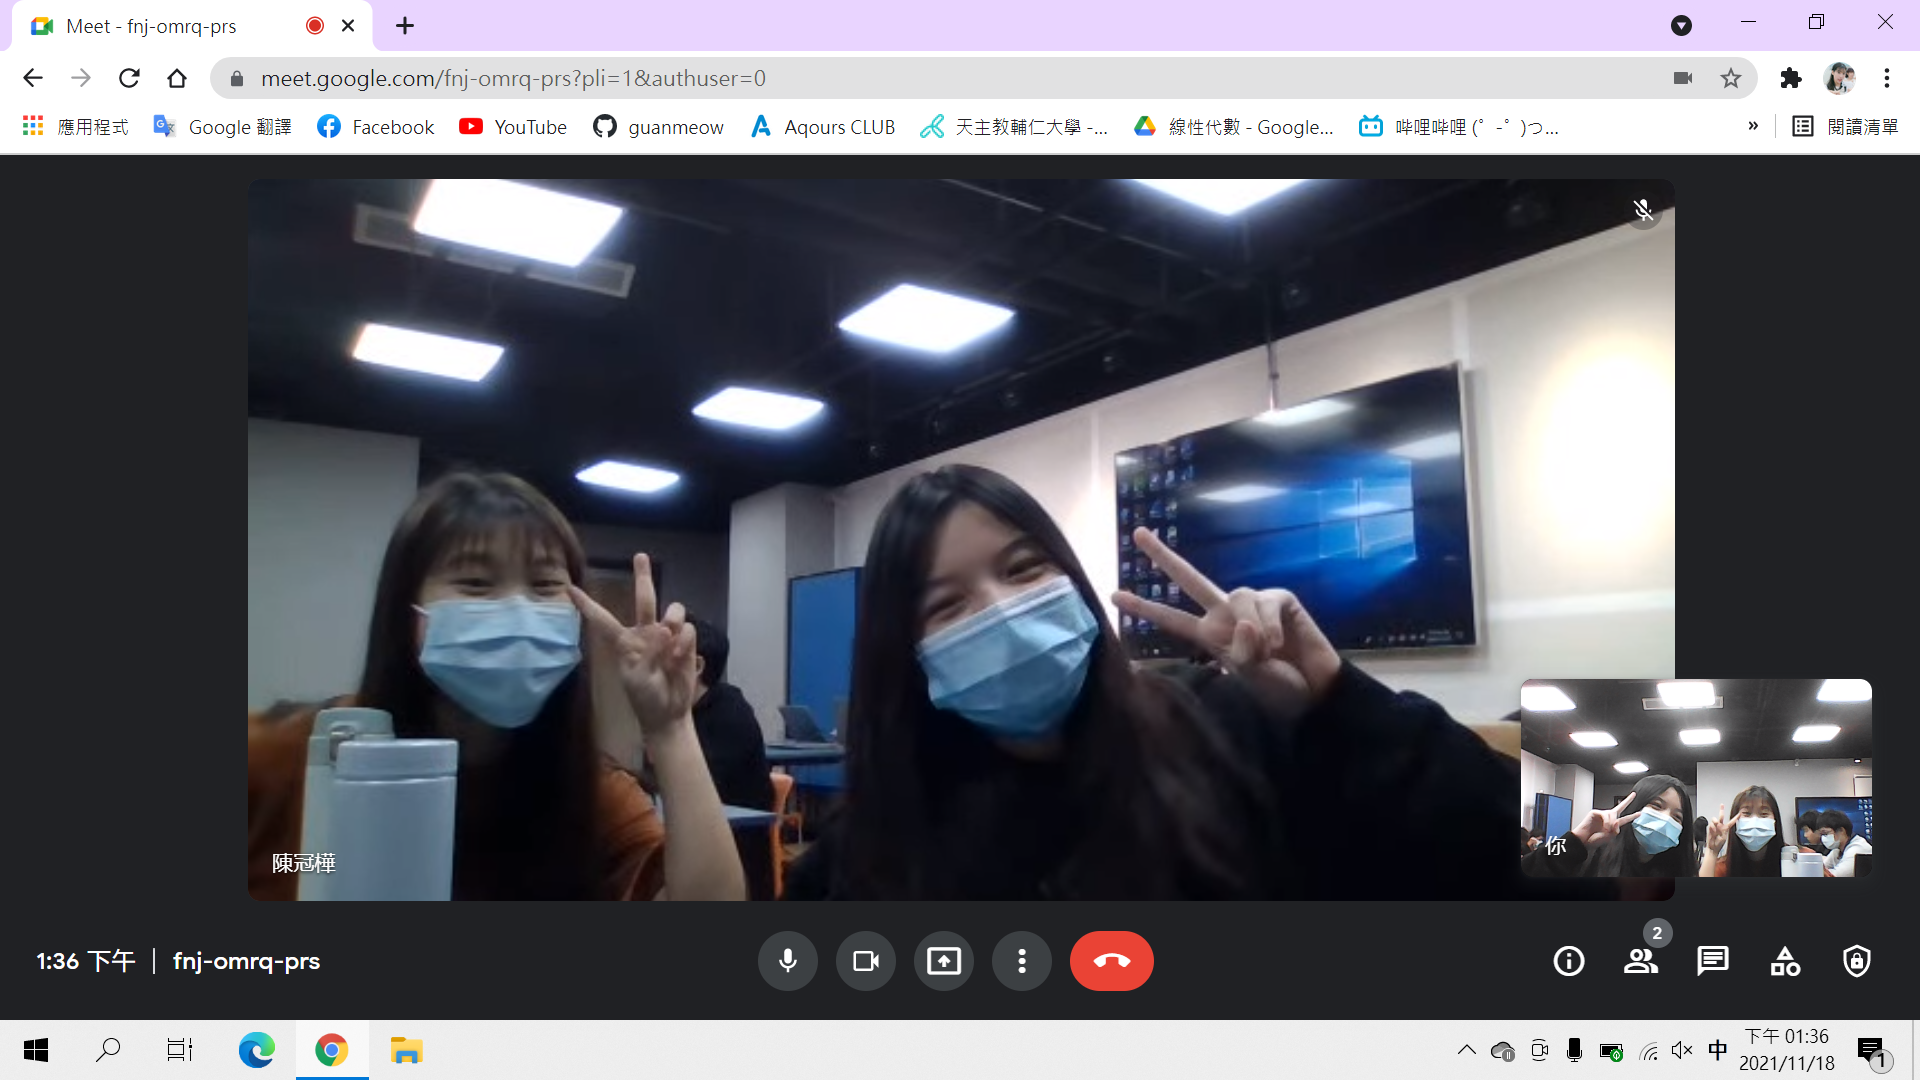 Meet - fnj-omrq-prs
meet.google.com/fnj-omrq-prs?pli=1&authuser=0
應用程式 Google 翻譯 Facebook YouTube guanmeow Aqours CLUB 天主教輔仁大學 -... 線性代數 - Google... 哔哩哔哩 (゜-゜)つ... » 閱讀清單
陳冠樺
你
1:36 下午 | fnj-omrq-prs
2
中
下午 01:36
2021/11/18
1